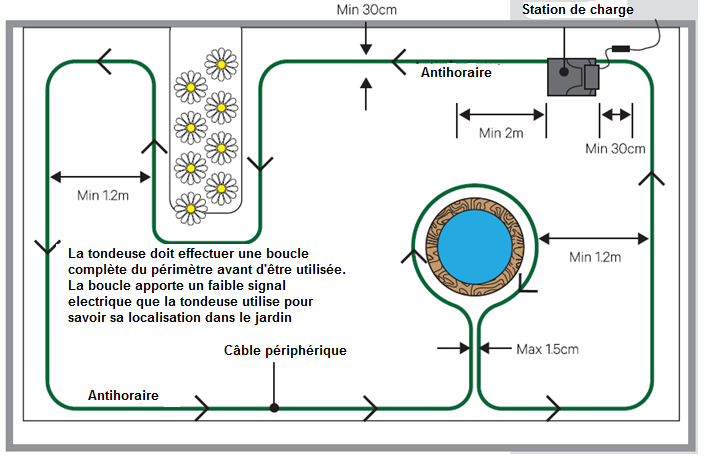 Min 30cm
Station de charge
Antihoraire
Min 2m
Min 30cm
Min 1.2m
La tondeuse doit effectuer une boucle
complète du périmètre avant d'être utilisée.
La boucle apporte un faible signal
electrique que la tondeuse utilise pour
savoir sa localisation dans le jardin
Min 1.2m
Câble périphérique
Max 1.5cm
Antihoraire